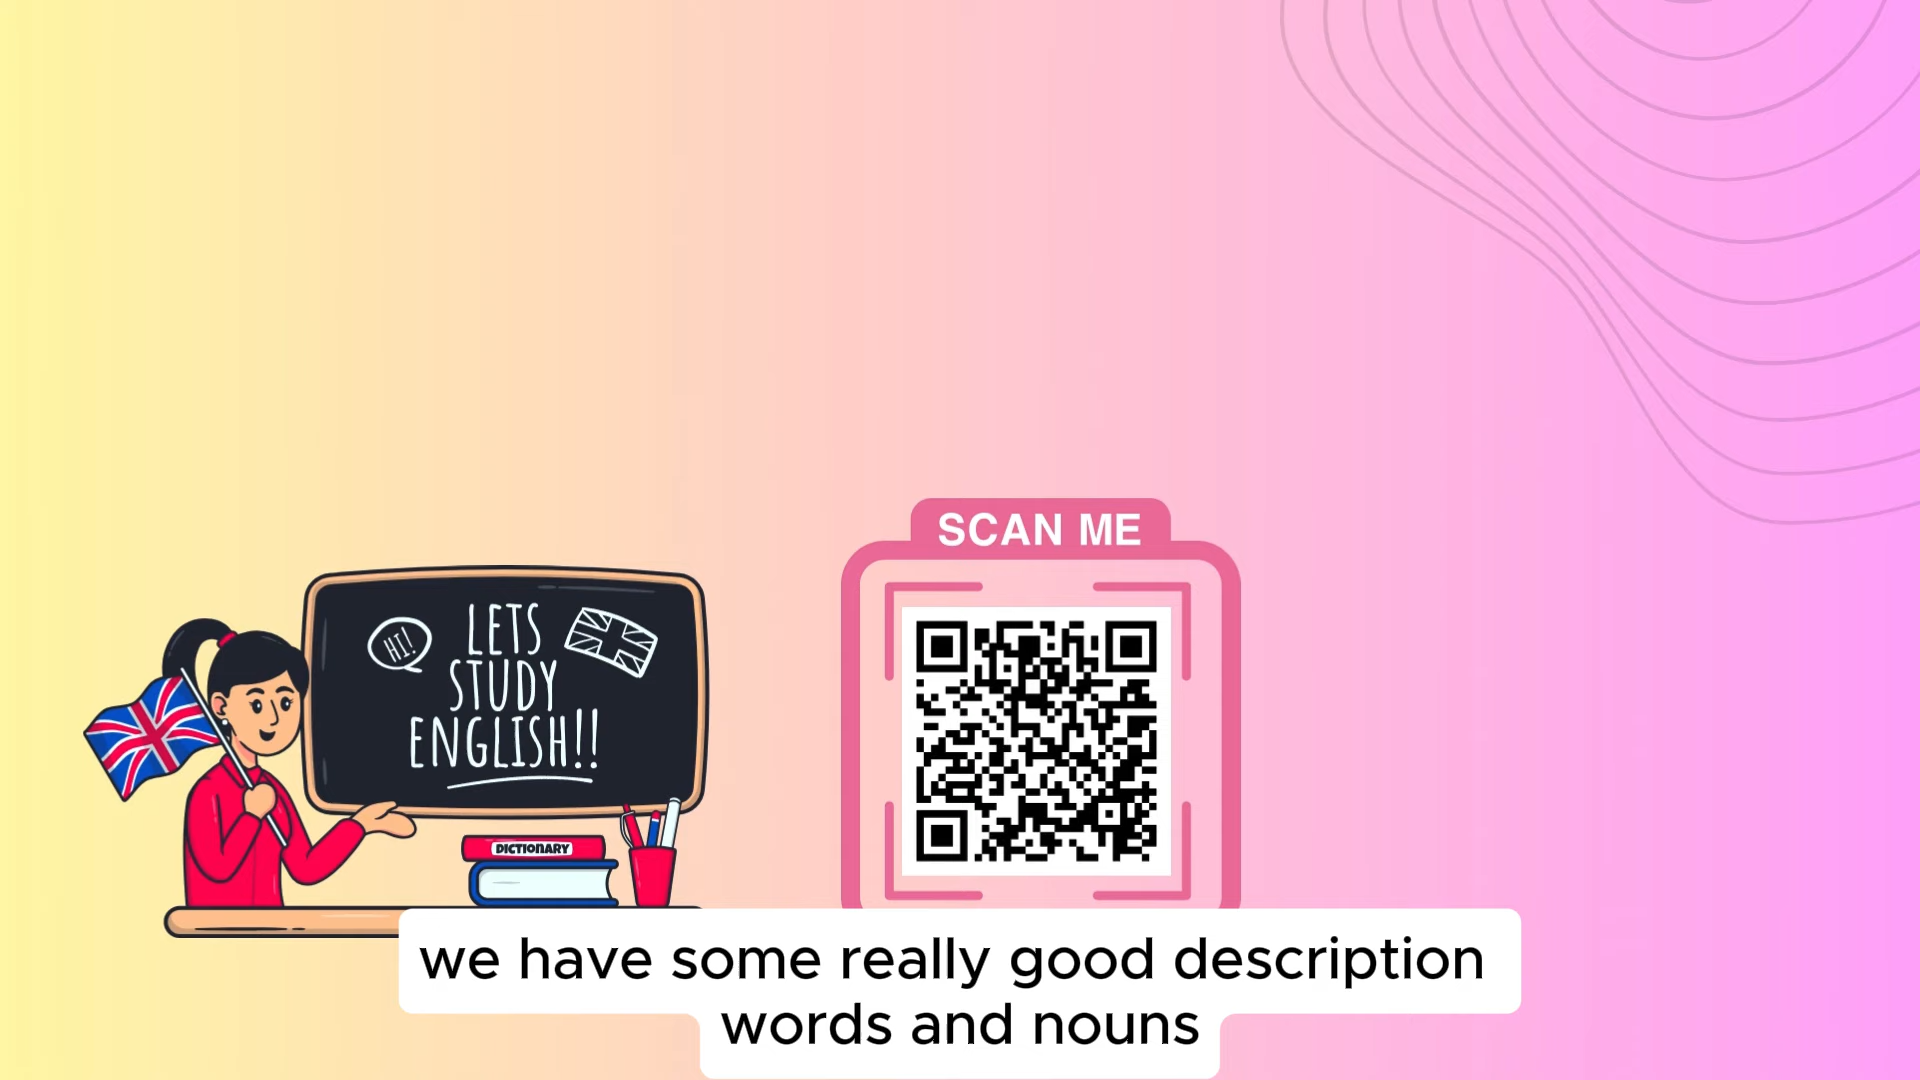 SCAN ME
HI!
LETS
STUDY
ENGLISH!!
DICTIONARY
we have some really good description
words and nouns